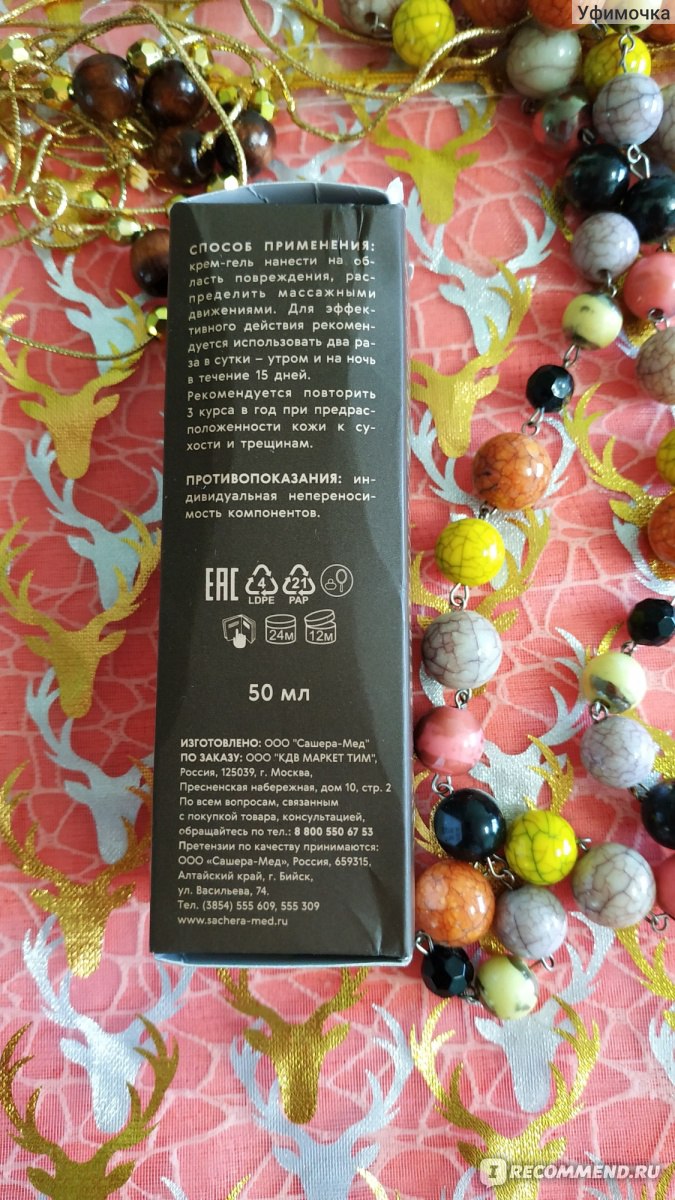 Уфимочка
СПОСОБ ПРИМЕНЕНИЯ:
крем-гель нанести на об-
ласть повреждения, рас-
пределить массажными
движениями. Для эффек-
тивного действия рекомен-
дуется использовать два ра-
за в сутки – утром и на ночь
в течение 15 дней.
Рекомендуется повторить
3 курса в год при предрас-
положенности кожи к су-
хости и трещинам.
ПРОТИВОПОКАЗАНИЯ: ин-
дивидуальная непереноси-
мость компонентов.
EAC 4 21
LDPE PAP
24м 12м
50 мл
ИЗГОТОВЛЕНО: ООО "Сашера-Мед"
ПО ЗАКАЗУ: ООО "КДВ МАРКЕТ ТИМ",
Россия, 125039, г. Москва,
Пресненская набережная, дом 10, стр. 2
По всем вопросам, связанным
с покупкой товара, консультацией,
обращайтесь по тел.: 8 800 550 67 53
Претензии по качеству принимаются:
ООО «Сашера-Мед», Россия, 659315,
Алтайский край, г. Бийск,
ул. Васильева, 74.
Тел. (3854) 555 609, 555 309
www.sachera-med.ru
IRECOMMEND.RU